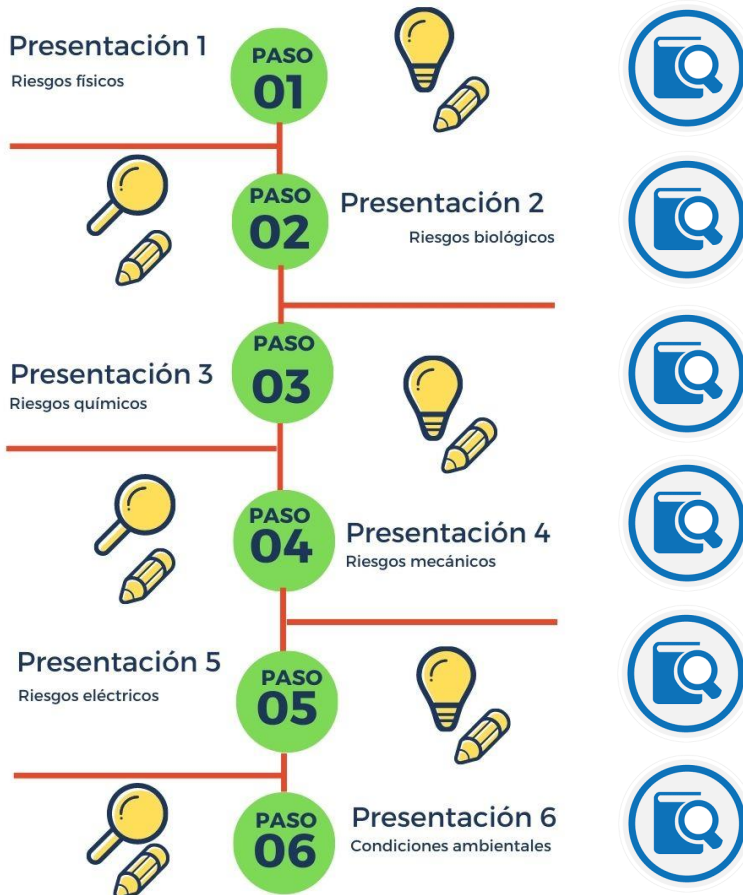 Presentación 1
Riesgos físicos
PASO
01
PASO
02
Presentación 2
Riesgos biológicos
PASO
03
Presentación 3
Riesgos químicos
PASO
04
Presentación 4
Riesgos mecánicos
Presentación 5
Riesgos eléctricos
PASO
05
PASO
06
Presentación 6
Condiciones ambientales